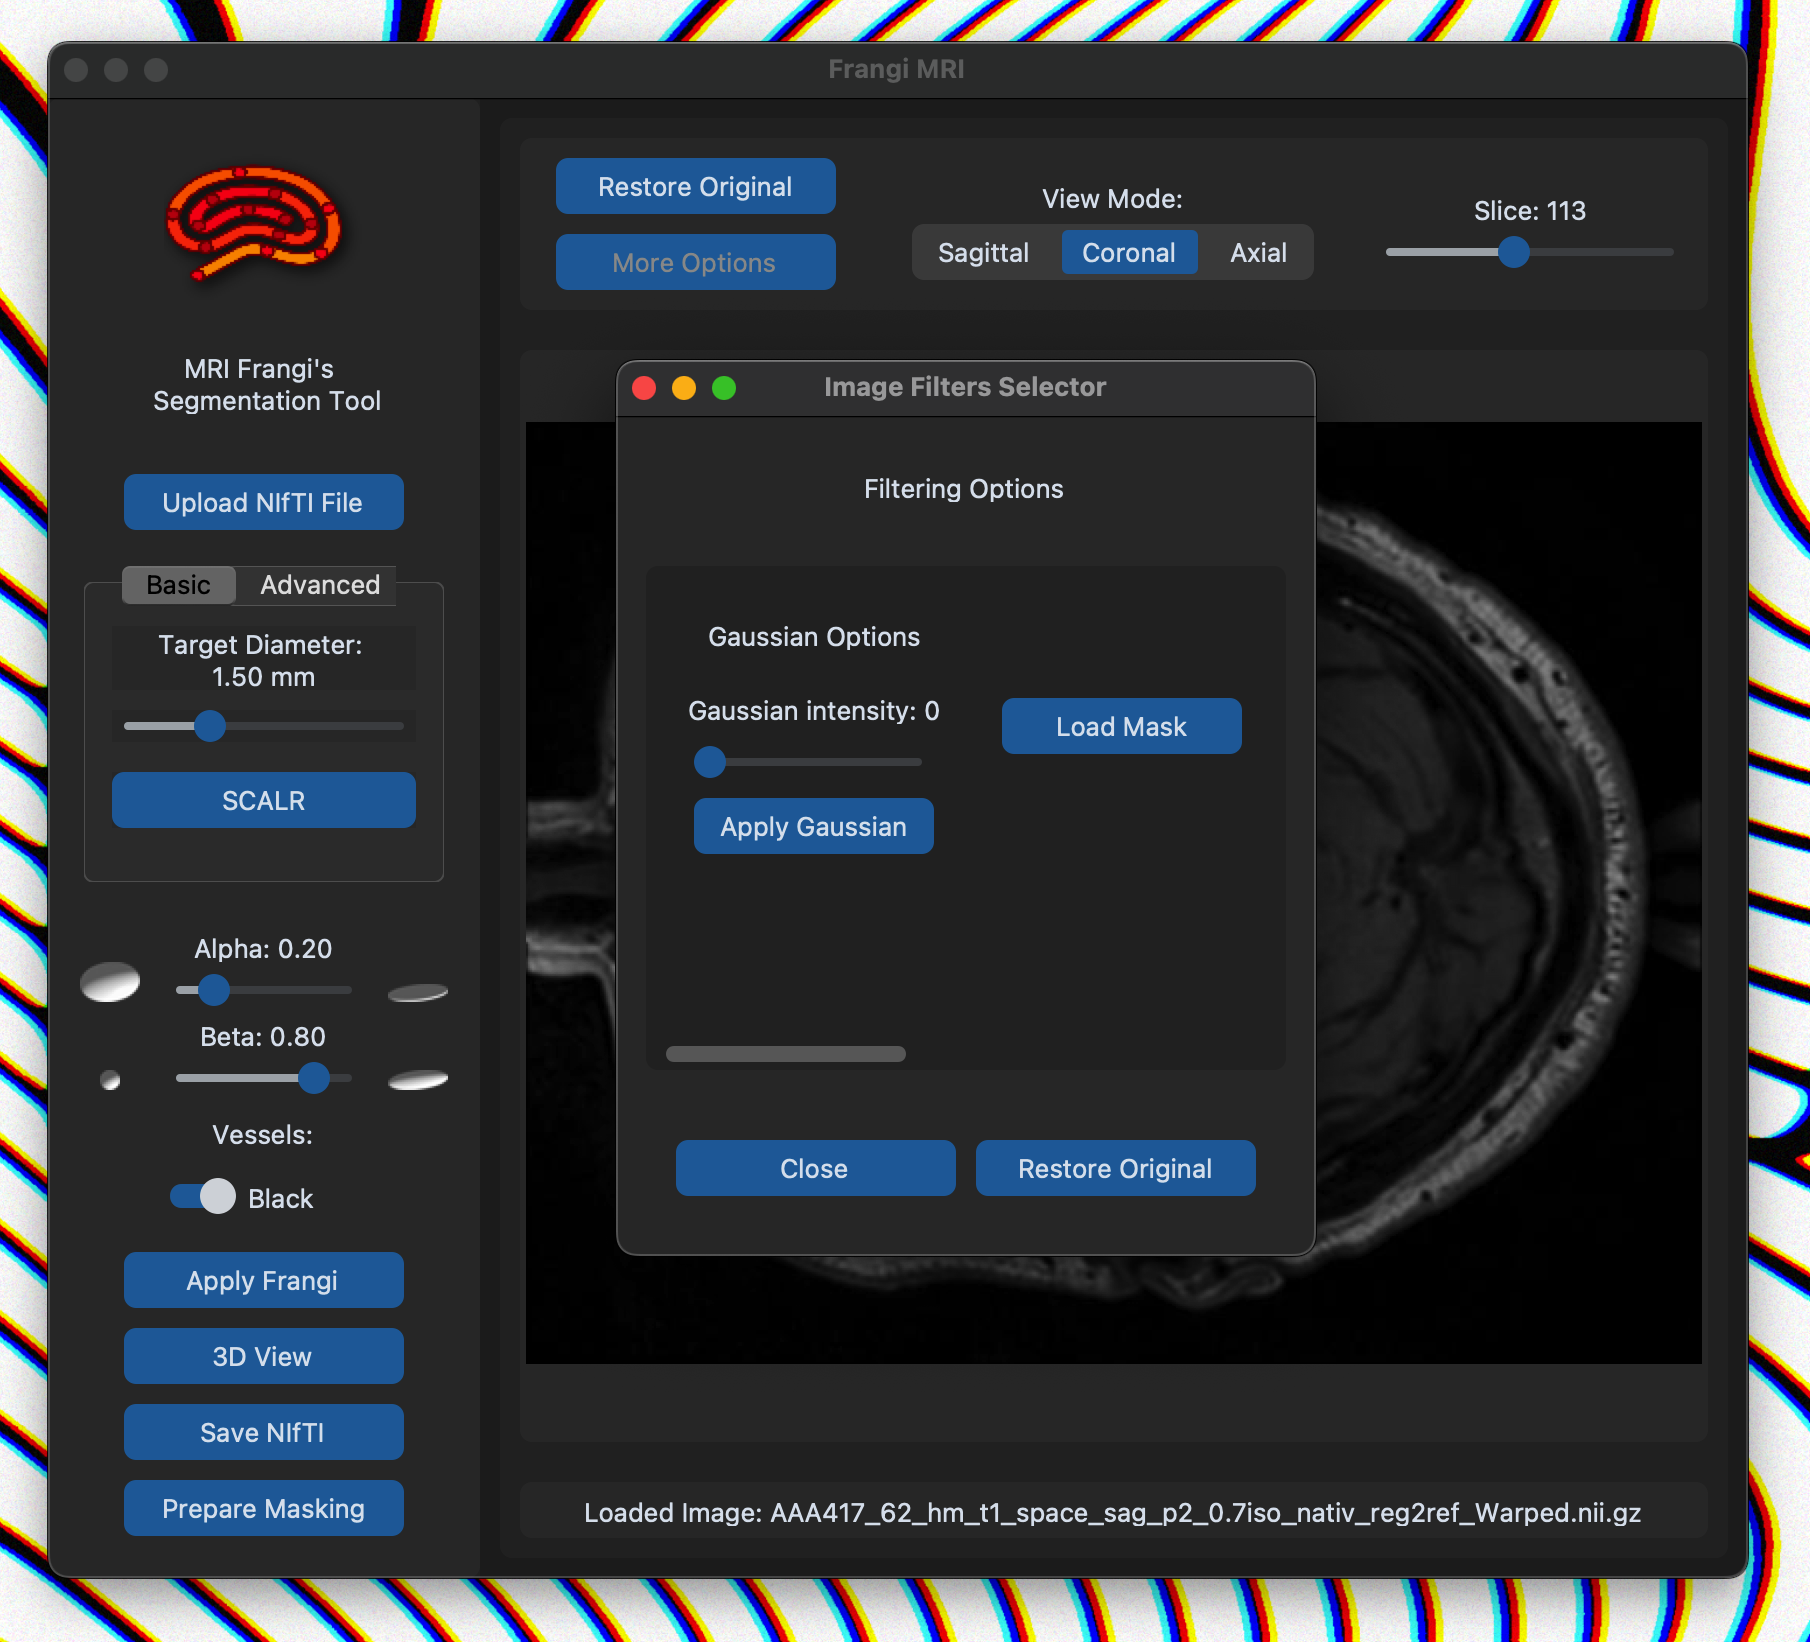 Frangi MRI
MRI Frangi's
Segmentation Tool
Upload NIfTI File
Basic
Advanced
Target Diameter:
1.50 mm
SCALR
Alpha: 0.20
Beta: 0.80
Vessels:
Black
Apply Frangi
3D View
Save NIfTI
Prepare Masking
Restore Original
More Options
View Mode:
Sagittal
Coronal
Axial
Slice: 113
Image Filters Selector
Filtering Options
Gaussian Options
Gaussian intensity: 0
Apply Gaussian
Load Mask
Close
Restore Original
Loaded Image: AAA417_62_hm_t1_space_sag_p2_0.7iso_nativ_reg2ref_Warped.nii.gz